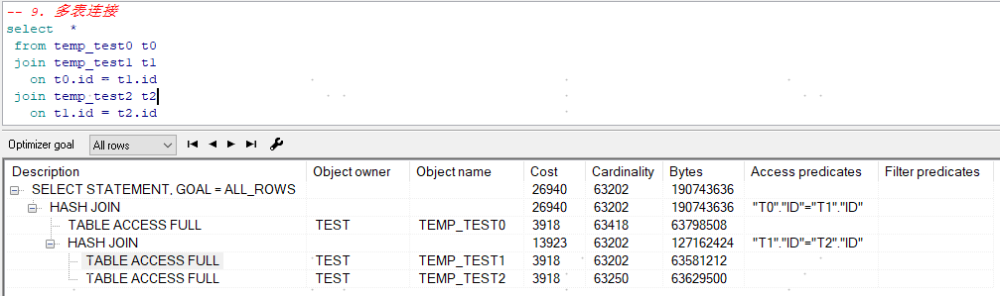 -- 9. 多表连接
select *
from temp_test0 t0
join temp_test1 t1
on t0.id = t1.id
join temp_test2 t2
on t1.id = t2.id
Optimizer goal All rows
Description Object owner Object name Cost Cardinality Bytes Access predicates Filter predicates
SELECT STATEMENT, GOAL = ALL_ROWS 26940 63202 190743636
HASH JOIN 26940 63202 190743636 "T0"."ID"="T1"."ID"
TABLE ACCESS FULL TEST TEMP_TEST0 3918 63418 63798508
HASH JOIN 13923 63202 127162424 "T1"."ID"="T2"."ID"
TABLE ACCESS FULL TEST TEMP_TEST1 3918 63202 63581212
TABLE ACCESS FULL TEST TEMP_TEST2 3918 63250 63629500